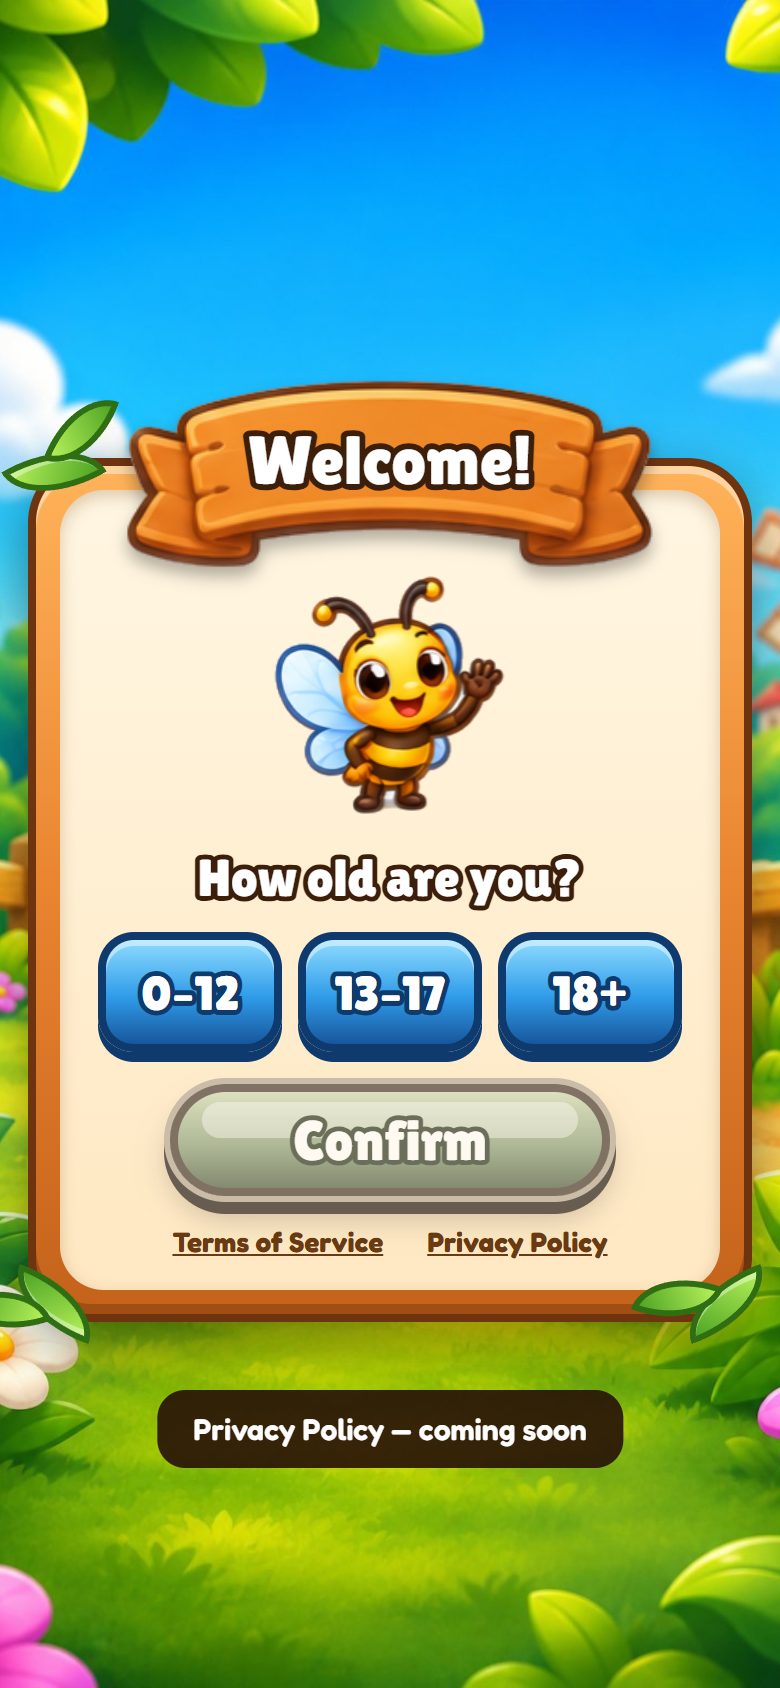 Welcome!
How old are you?
0-12 13-17 18+
Confirm
Terms of Service Privacy Policy
Privacy Policy — coming soon